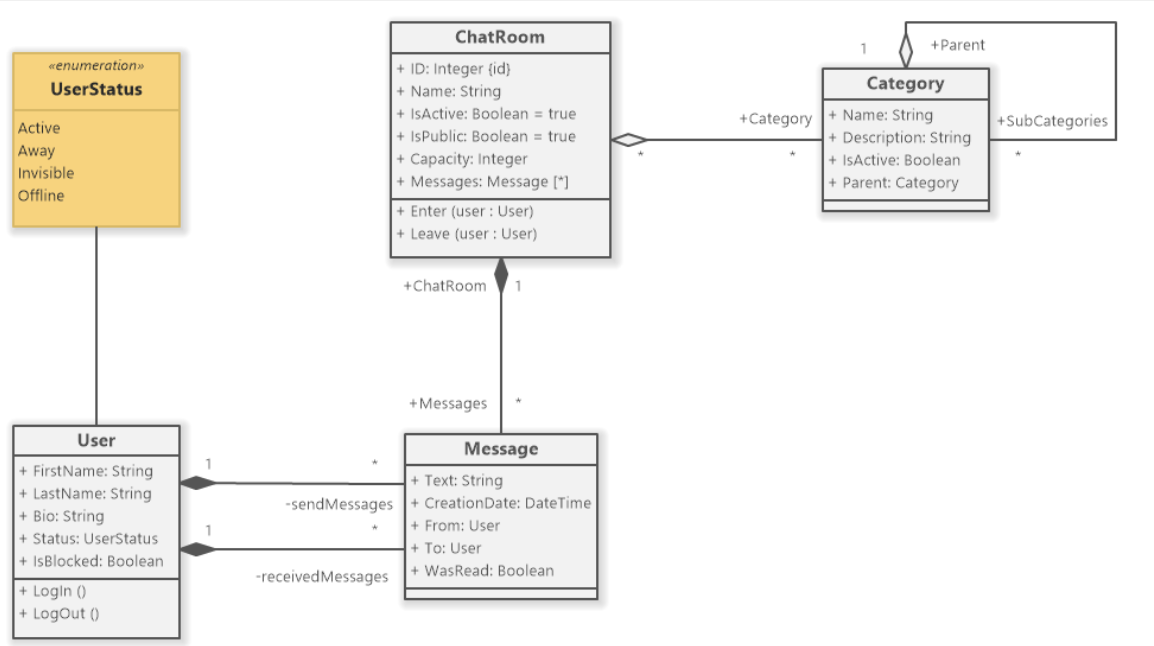 «enumeration»
UserStatus
Active
Away
Invisible
Offline
ChatRoom
+ ID: Integer {id}
+ Name: String
+ IsActive: Boolean = true
+ IsPublic: Boolean = true
+ Capacity: Integer
+ Messages: Message [*]
+ Enter (user : User)
+ Leave (user : User)
1
+Parent
Category
+ Name: String
+ Description: String
+ IsActive: Boolean
+ Parent: Category
+Category
*
*
+SubCategories
*
+ChatRoom
1
+Messages
*
User
+ FirstName: String
+ LastName: String
+ Bio: String
+ Status: UserStatus
+ IsBlocked: Boolean
+ LogIn ()
+ LogOut ()
1
*
-sendMessages
1
*
-receivedMessages
Message
+ Text: String
+ CreationDate: DateTime
+ From: User
+ To: User
+ WasRead: Boolean